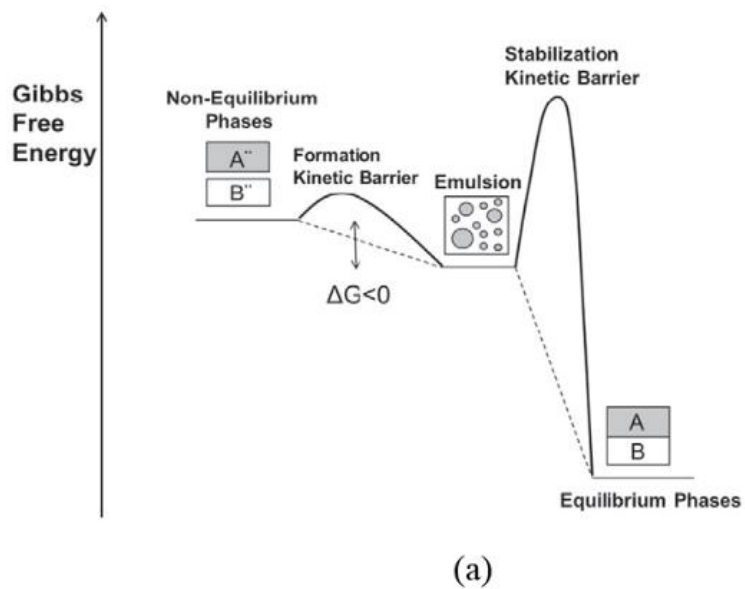 Gibbs
Free
Energy
Non-Equilibrium
Phases
A¨
B¨
Formation
Kinetic Barrier
ΔG<0
Emulsion
Stabilization
Kinetic Barrier
A
B
Equilibrium Phases
(a)